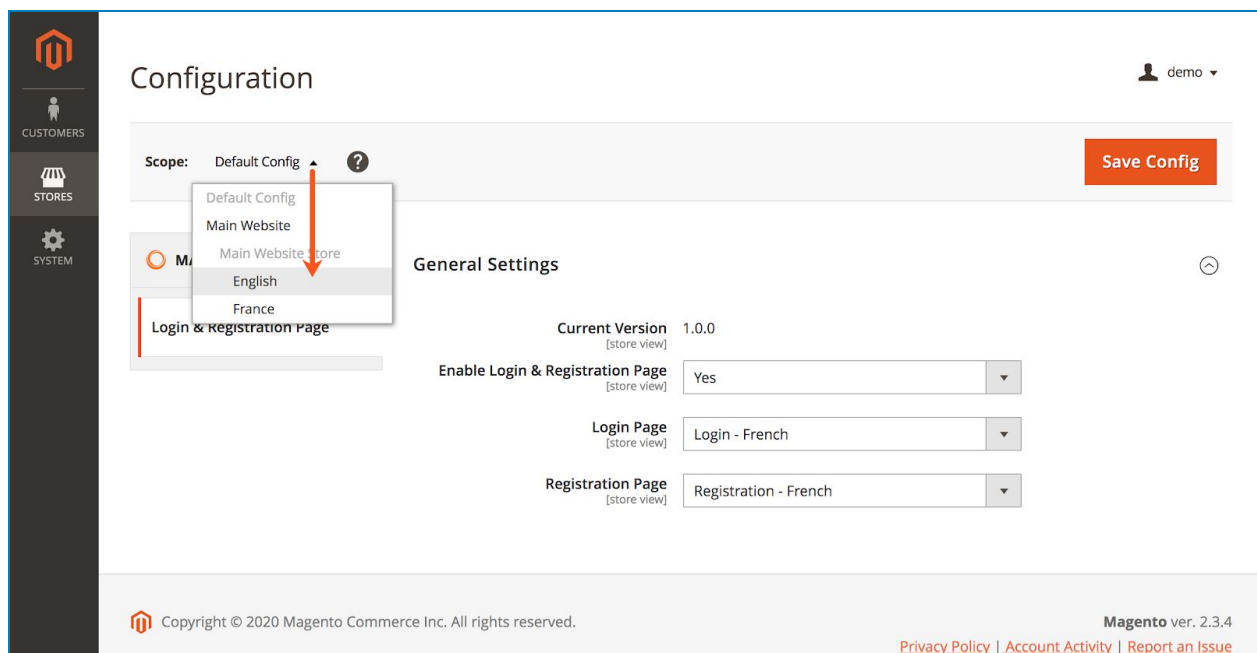 Configuration
demo
CUSTOMERS
Scope: Default Config ?
Save Config
STORES
Default Config
Main Website
Main Website Store
SYSTEM
General Settings
English
France
Login & Registration Page
Current Version 1.0.0
[store view]
Enable Login & Registration Page Yes
[store view]
Login Page Login - French
[store view]
Registration Page Registration - French
[store view]
Copyright © 2020 Magento Commerce Inc. All rights reserved.
Magento ver. 2.3.4
Privacy Policy | Account Activity | Report an Issue